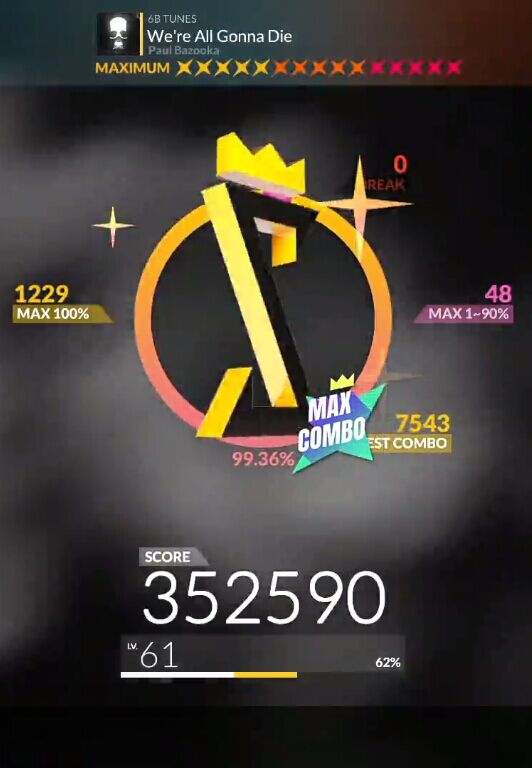 6B TUNES
We're All Gonna Die
Paul Bazooka
MAXIMUM
0
BREAK
1229
MAX 100%
48
MAX 1~90%
MAX
COMBO
7543
EST COMBO
99.36%
SCORE
352590
LV.61
62%